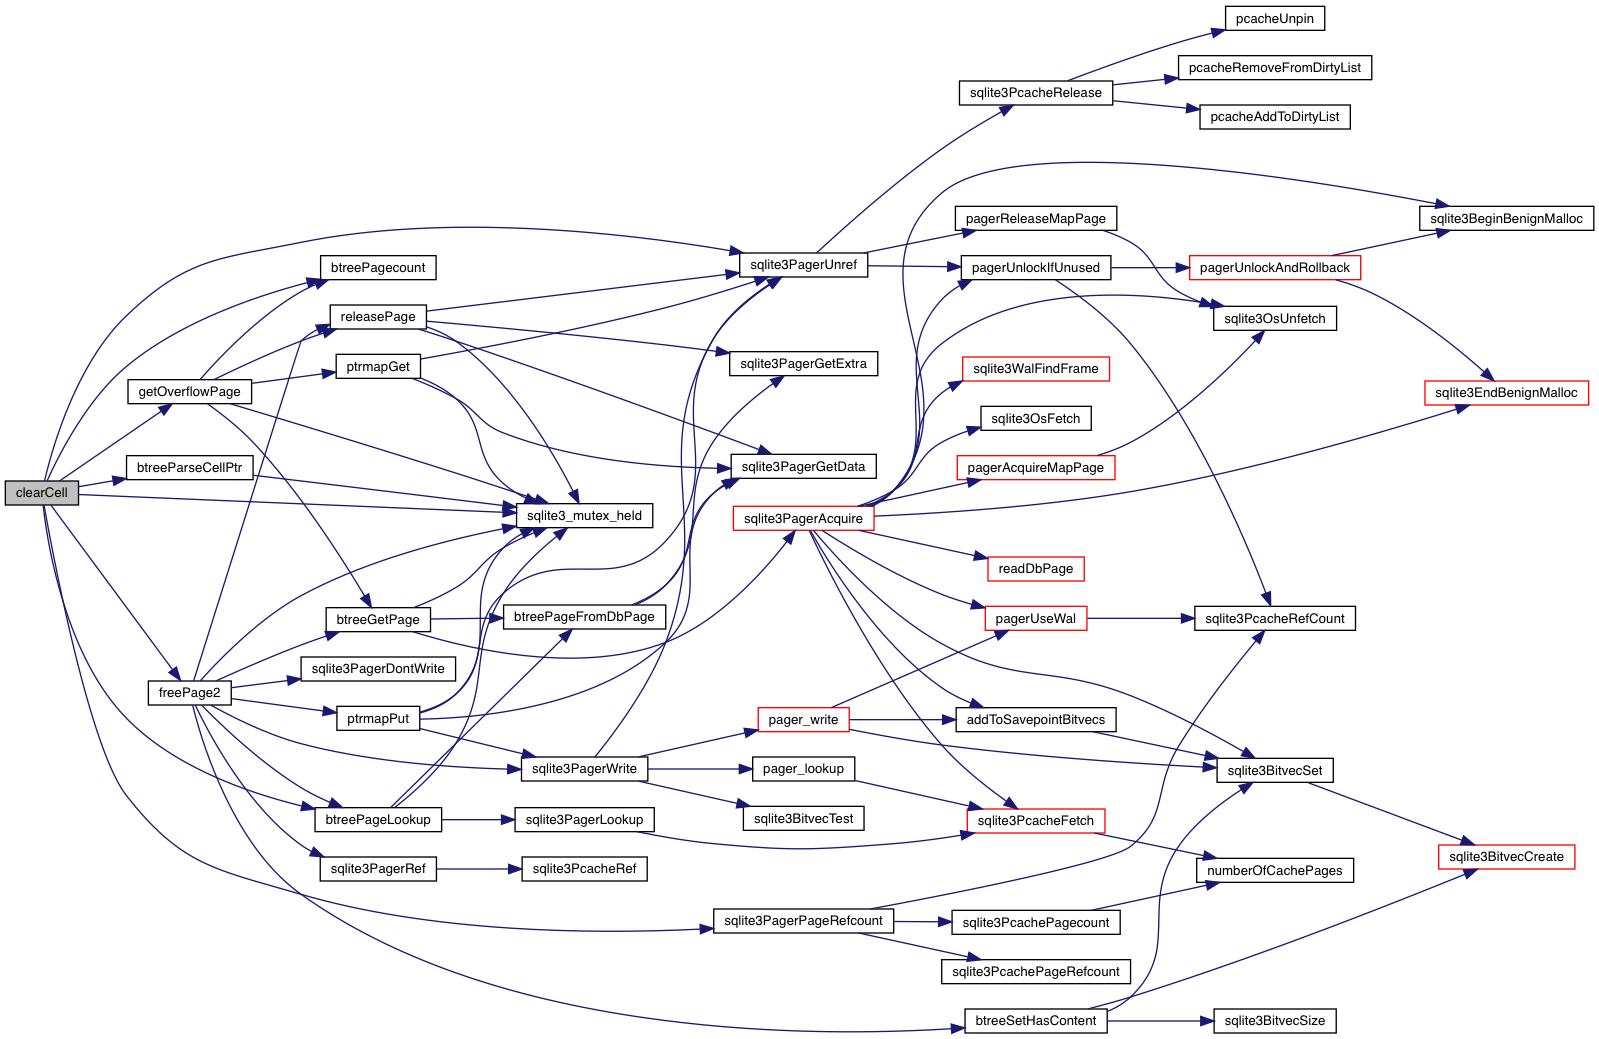 pcacheUnpin
pcacheRemoveFromDirtyList
sqlite3PcacheRelease
pcacheAddToDirtyList
pagerReleaseMapPage
sqlite3BeginBenignMalloc
sqlite3PagerUnref
btreePagecount
pagerUnlockIfUnused
pagerUnlockAndRollback
releasePage
sqlite3OsUnfetch
ptrmapGet
sqlite3PagerGetExtra
sqlite3WalFindFrame
getOverflowPage
sqlite3EndBenignMalloc
sqlite3OsFetch
btreeParseCellPtr
sqlite3PagerGetData
pagerAcquireMapPage
clearCell
sqlite3_mutex_held
sqlite3PagerAcquire
readDbPage
btreeGetPage
btreePageFromDbPage
pagerUseWal
sqlite3PcacheRefCount
sqlite3PagerDontWrite
freePage2
ptrmapPut
pager_write
addToSavepointBitvecs
sqlite3PagerWrite
pager_lookup
sqlite3BitvecSet
btreePageLookup
sqlite3PagerLookup
sqlite3BitvecTest
sqlite3PcacheFetch
sqlite3BitvecCreate
sqlite3PagerRef
sqlite3PcacheRef
numberOfCachePages
sqlite3PagerPageRefcount
sqlite3PcachePagecount
sqlite3PcachePageRefcount
btreeSetHasContent
sqlite3BitvecSize